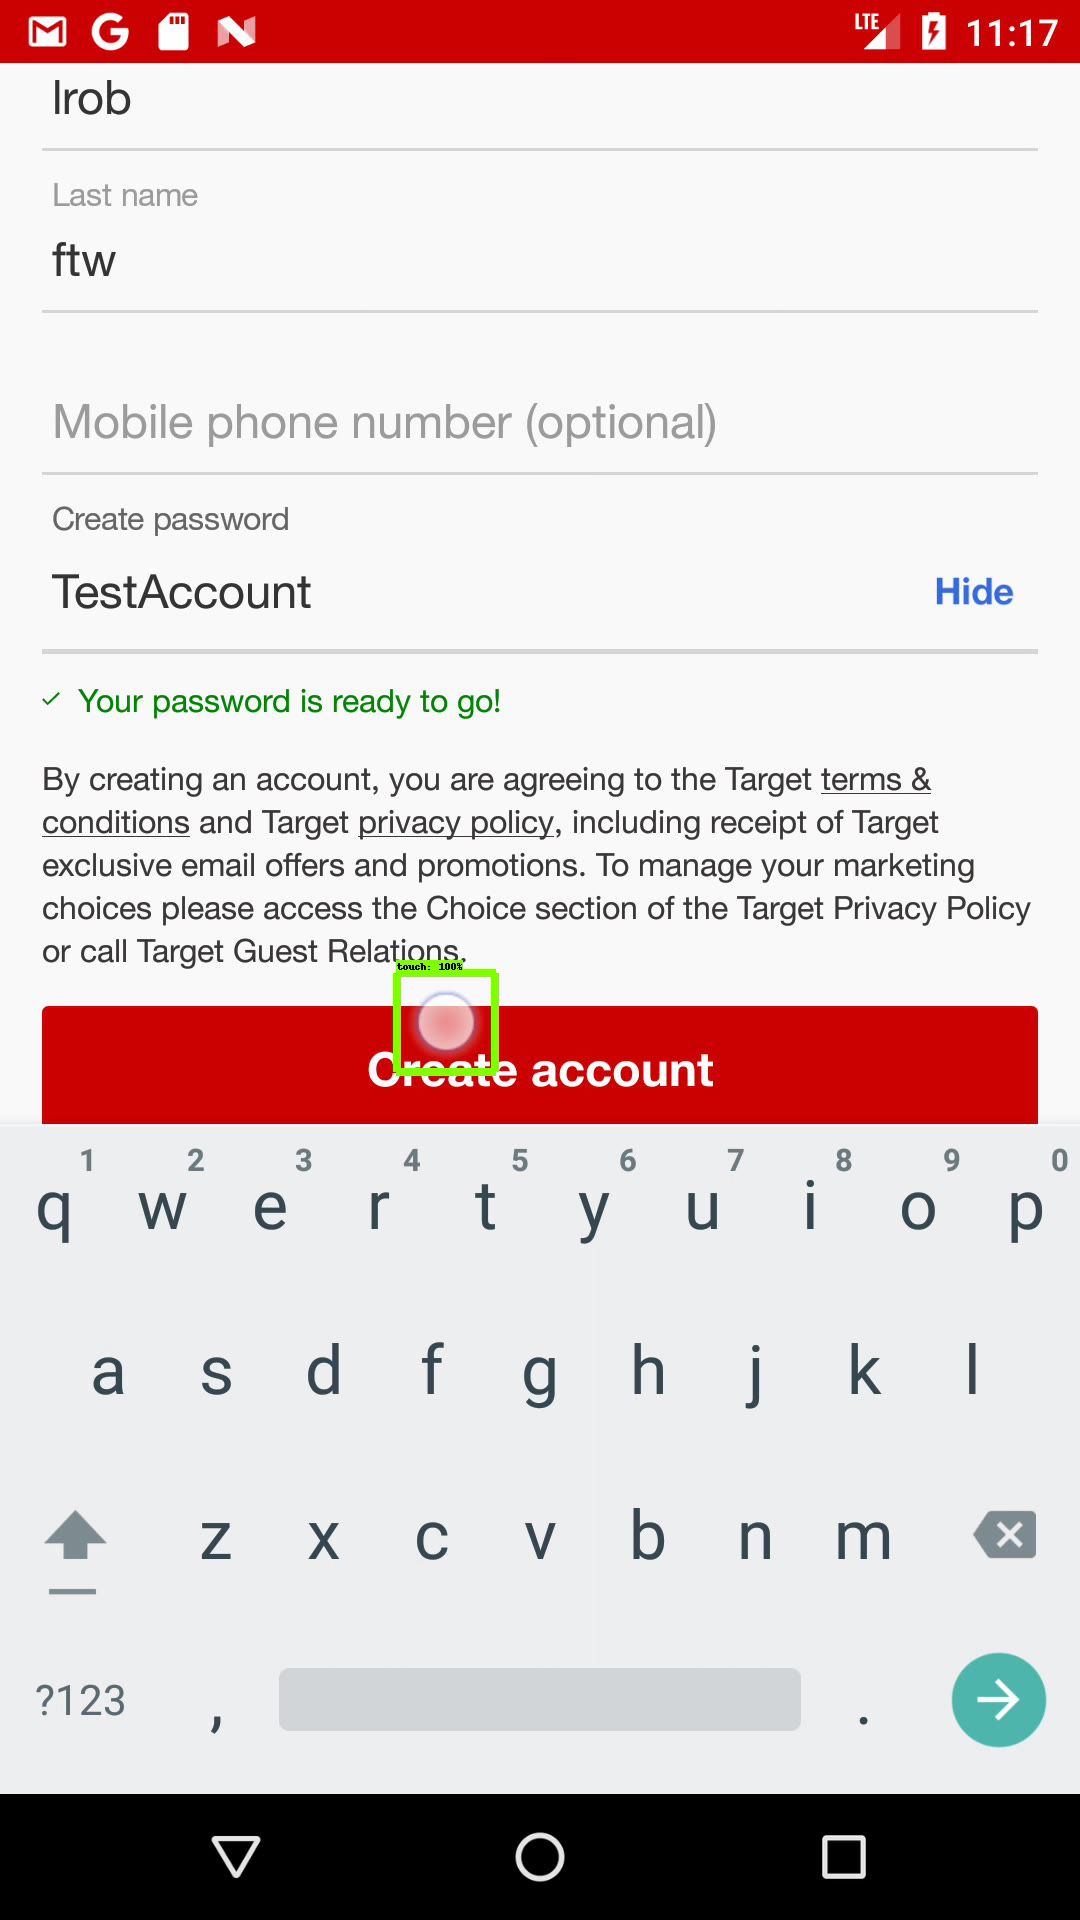 LTE 11:17
lrob
Last name
ftw
Mobile phone number (optional)
Create password
TestAccount Hide
Your password is ready to go!
By creating an account, you are agreeing to the Target terms &
conditions and Target privacy policy, including receipt of Target
exclusive email offers and promotions. To manage your marketing
choices please access the Choice section of the Target Privacy Policy
or call Target Guest Relations.
touch: 100%
Create account
1 2 3 4 5 6 7 8 9 0
q w e r t y u i o p
a s d f g h j k l
z x c v b n m
?123 , .